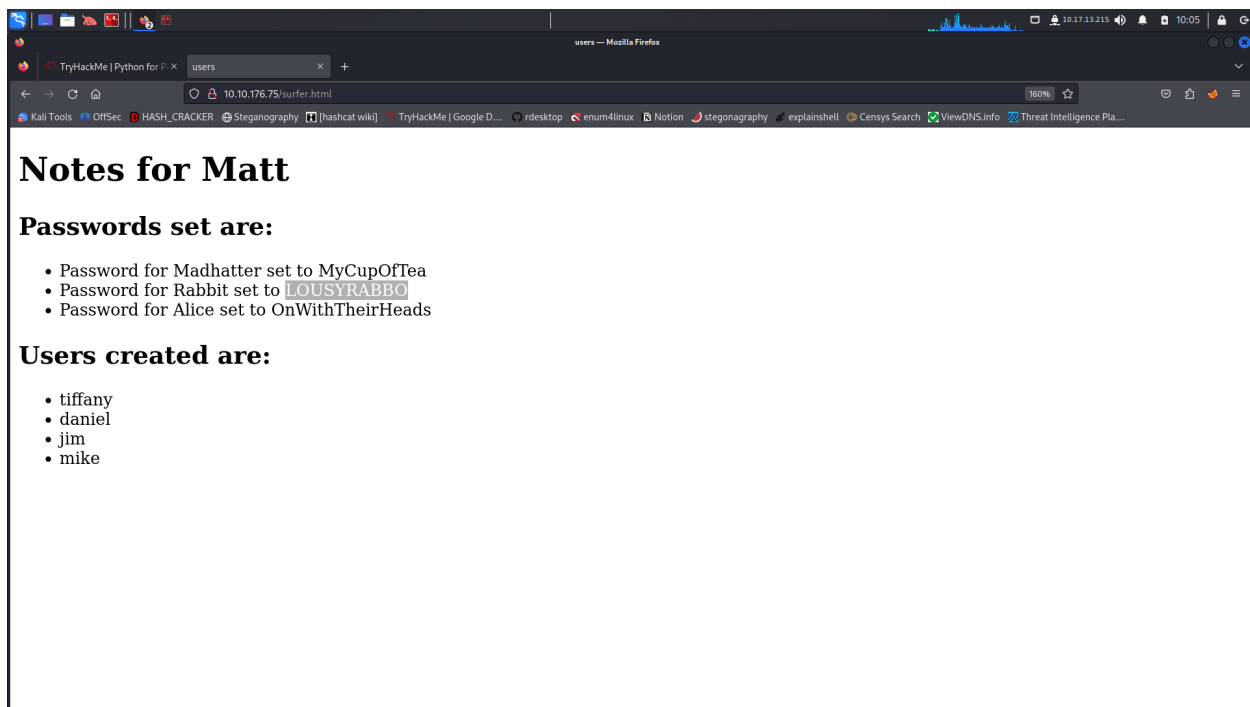 10.17.13.215 10:05
users — Mozilla Firefox
TryHackMe | Python for P
users
10.10.176.75/surfer.html 160%
Kali Tools OffSec HASH_CRACKER Steganography [hashcat wiki] TryHackMe | Google D... rdesktop enum4linux Notion stegonagraphy explainshell Censys Search ViewDNS.info Threat Intelligence Pla...
Notes for Matt
Passwords set are:
• Password for Madhatter set to MyCupOfTea
• Password for Rabbit set to LOUSYRABBO
• Password for Alice set to OnWithTheirHeads
Users created are:
• tiffany
• daniel
• jim
• mike